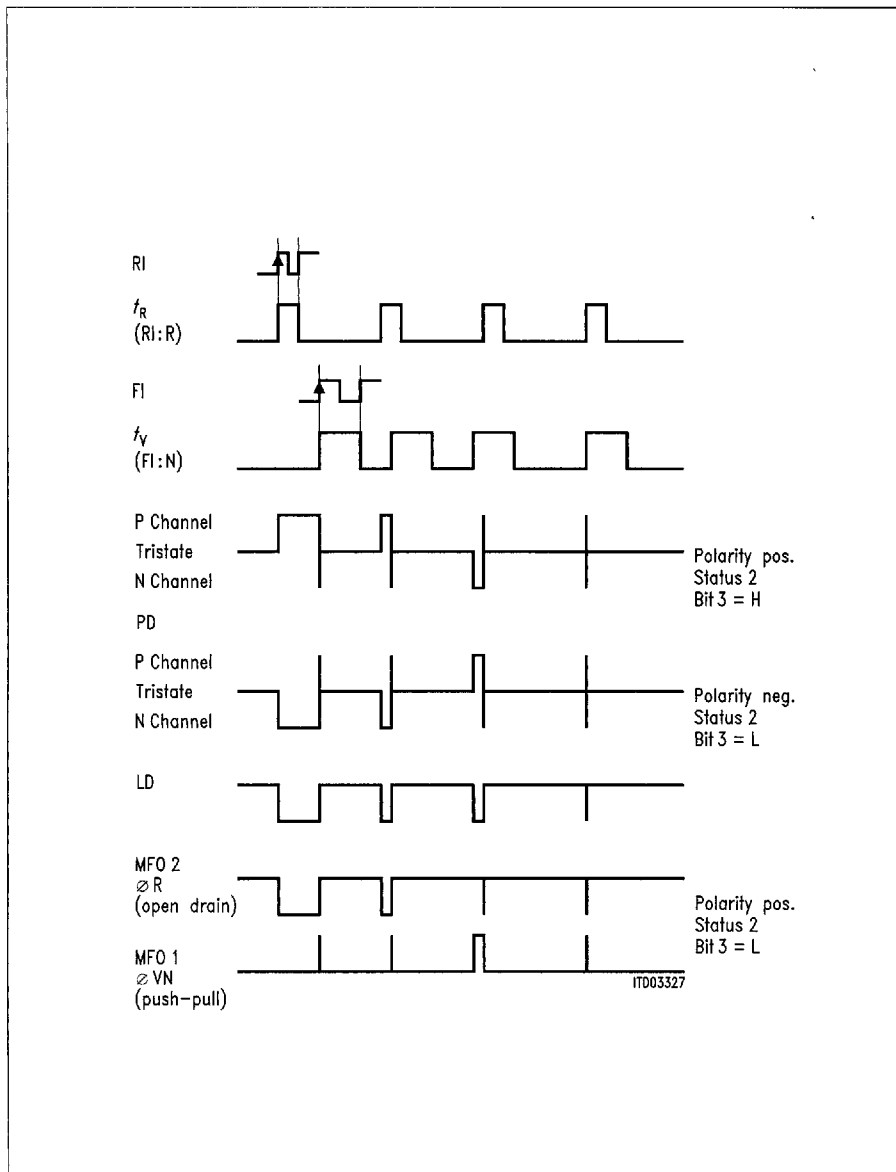 RI
fR
(RI:R)
FI
fV
(FI:N)
P Channel
Tristate
N Channel
Polarity pos.
Status 2
Bit 3 = H
PD
P Channel
Tristate
N Channel
Polarity neg.
Status 2
Bit 3 = L
LD
MFO 2
∅ R
(open drain)
Polarity pos.
Status 2
Bit 3 = L
MFO 1
∅ VN
(push-pull)
ITD03327